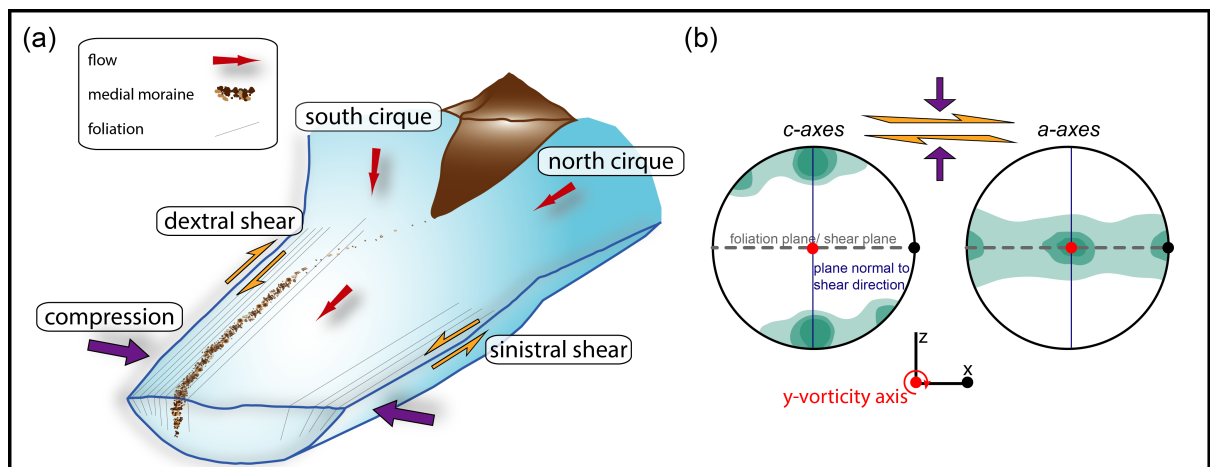 (a)
flow
medial moraine
foliation
south cirque
north cirque
dextral shear
compression
sinistral shear
(b)
c-axes
a-axes
foliation plane/ shear plane
plane normal to
shear direction
z
x
y-vorticity axis